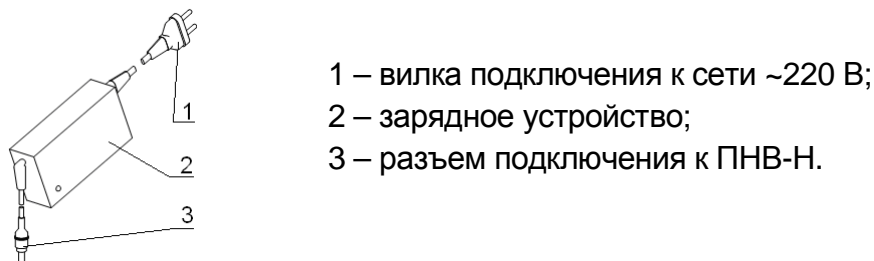 1 – вилка подключения к сети ~220 В;
2 – зарядное устройство;
3 – разъем подключения к ПНВ-Н.
1
2
3